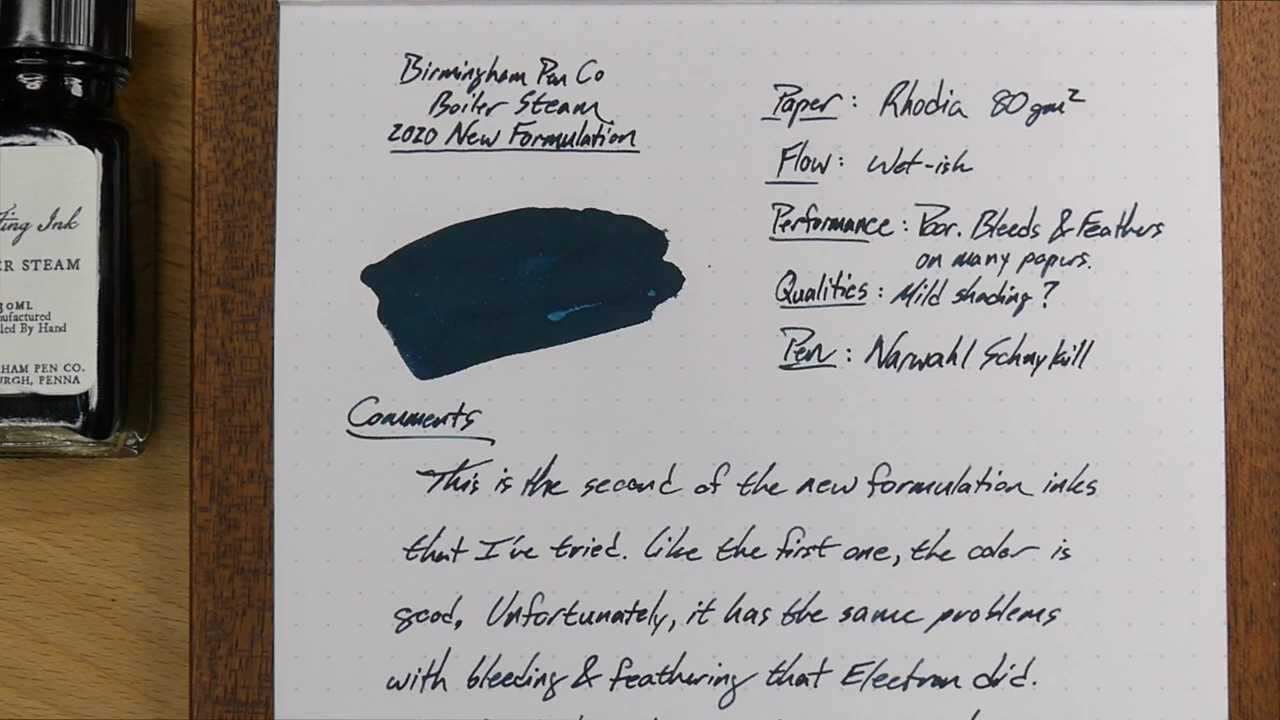 Birmingham Pen Co
Boiler Steam
2020 New Formulation
Paper: Rhodia 80gm²
Flow: Wet-ish
Performance: Poor. Bleeds & Feathers
on many papers.
Qualities: Mild shading?
Pen: Narwahl Schuylkill
Comments
This is the second of the new formulation inks
that I've tried. Like the first one, the color is
good. Unfortunately, it has the same problems
with bleeding & feathering that Electron did.
ting Ink
ER STEAM
30ML
nufactured
led By Hand
HAM PEN CO.
URGH, PENNA